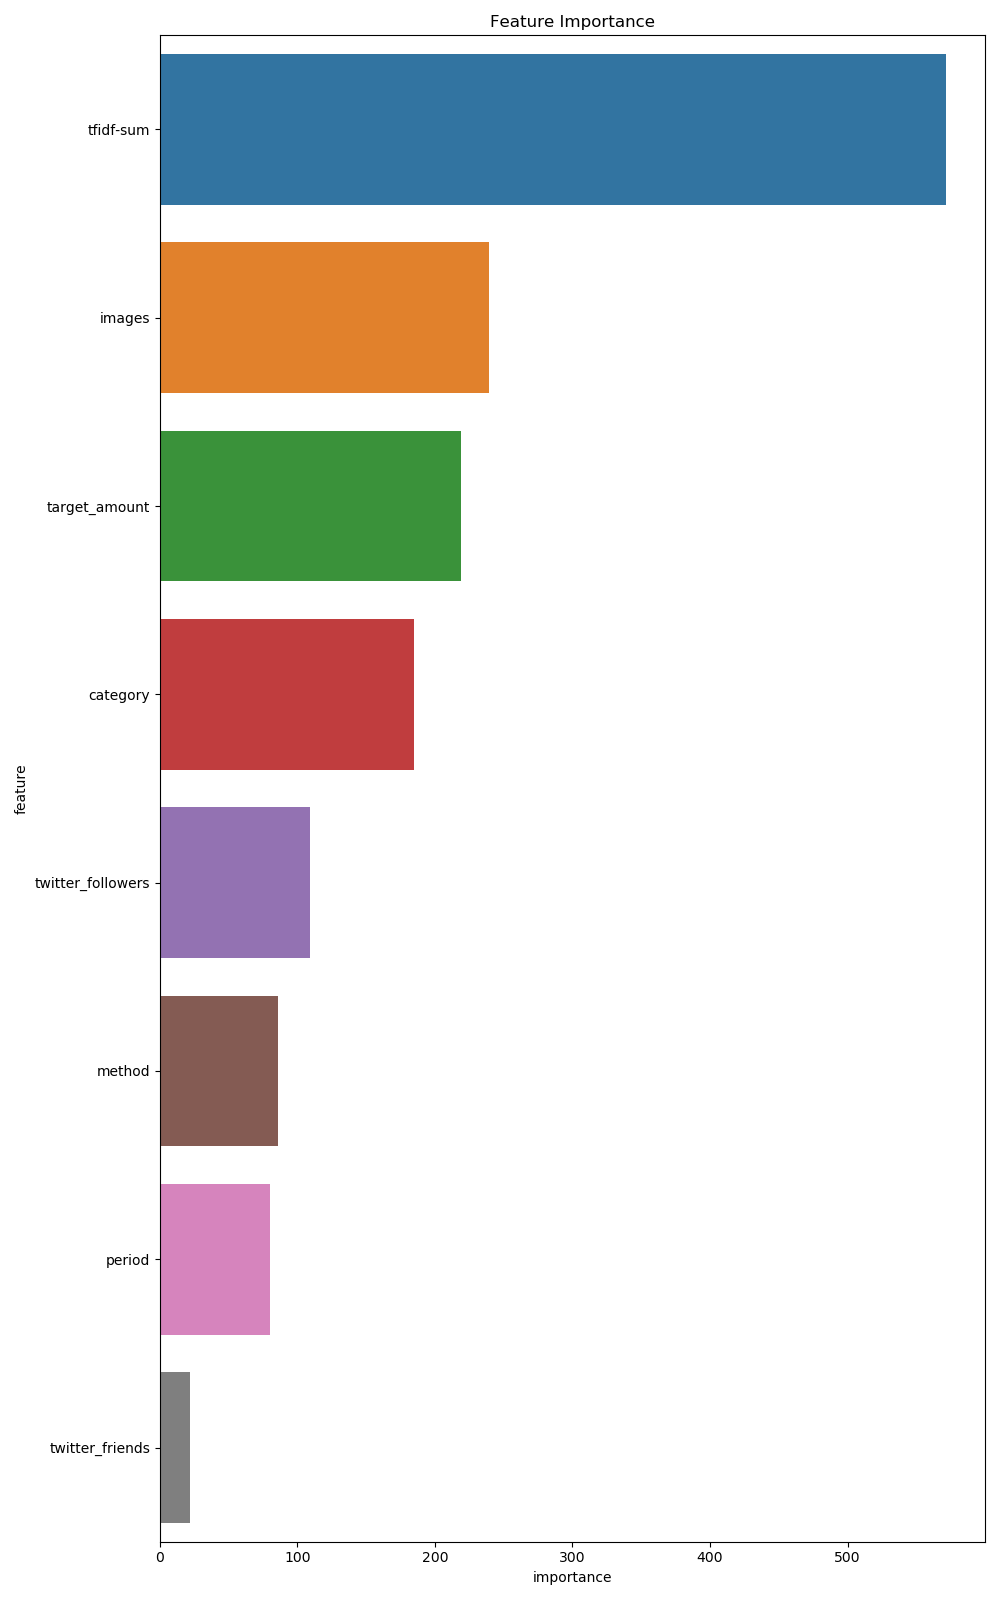 Feature Importance
tfidf-sum
images
target_amount
category
feature
twitter_followers
method
period
twitter_friends
0 100 200 300 400 500
importance